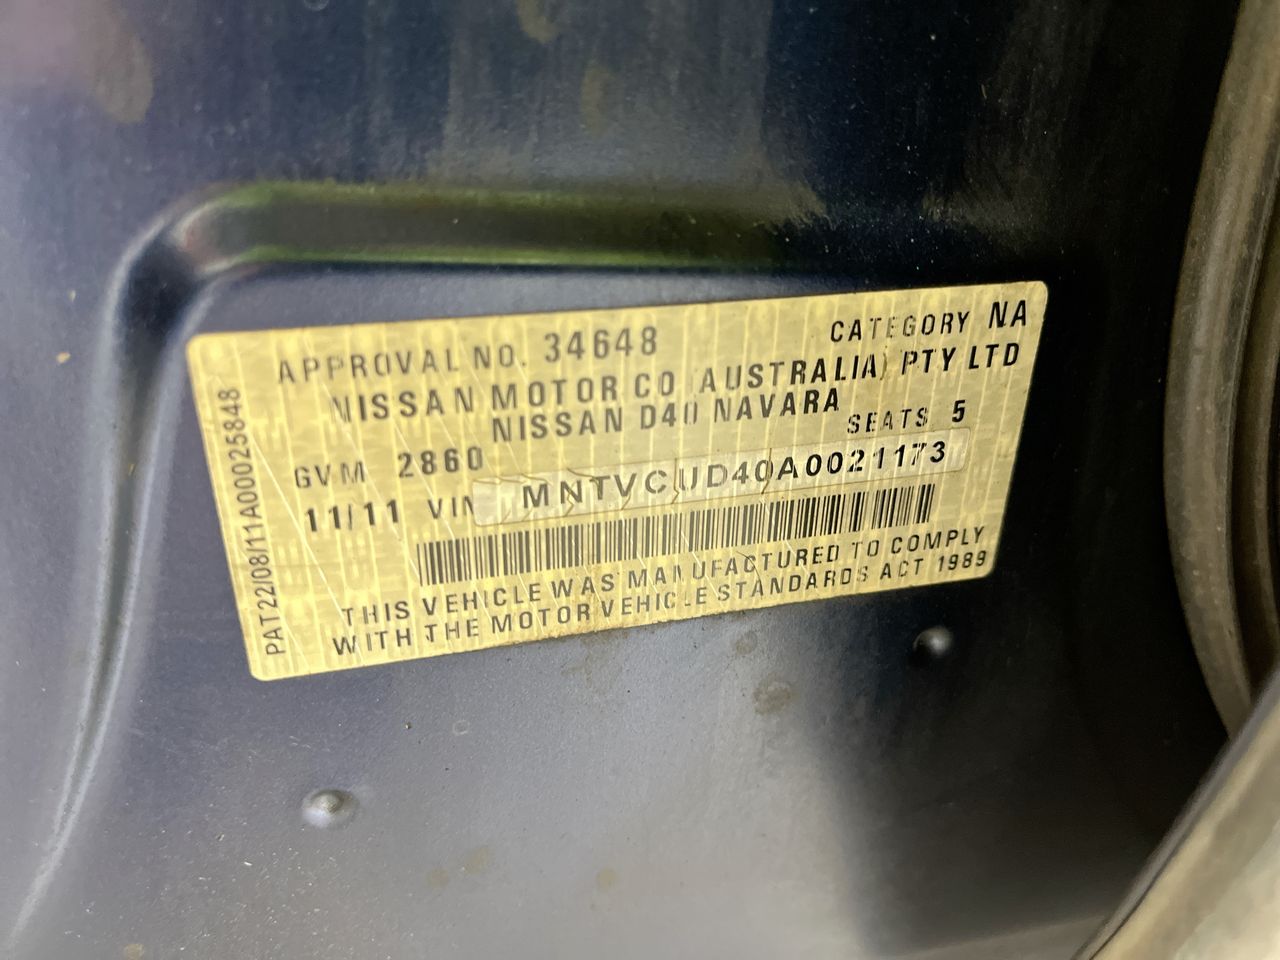 APPROVAL NO. 34648 CATEGORY NA
NISSAN MOTOR CO (AUSTRALIA) PTY LTD
NISSAN D40 NAVARA
GVM 2860 SEATS 5
11/11 VIN MNTVCUD40A0021173
THIS VEHICLE WAS MANUFACTURED TO COMPLY
WITH THE MOTOR VEHICLE STANDARDS ACT 1989
PAT22/08/11A00025848